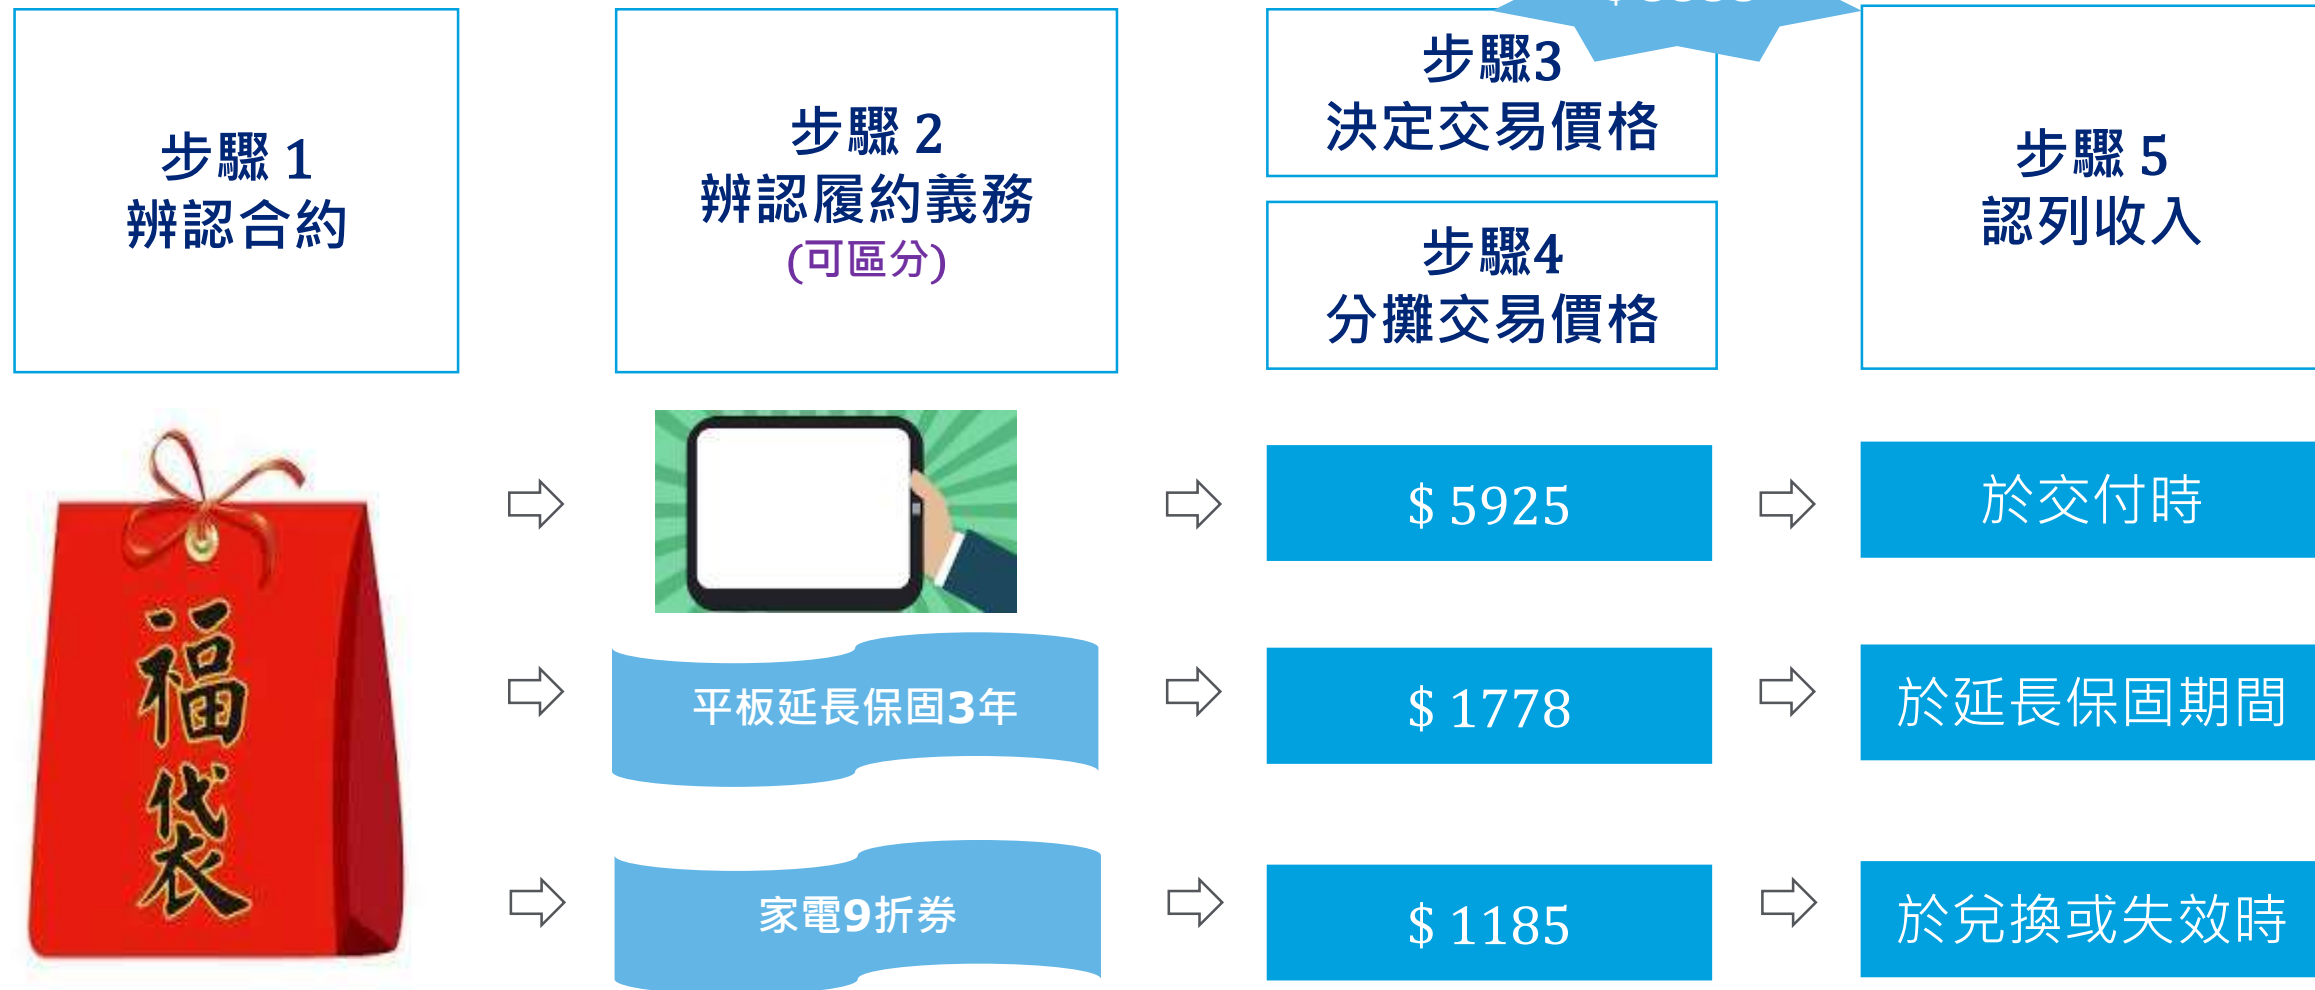 步驟 1
辨認合約
步驟 2
辨認履約義務
(可區分)
步驟3
決定交易價格
步驟4
分攤交易價格
步驟 5
認列收入
福袋
$ 5925
於交付時
平板延長保固3年
$ 1778
於延長保固期間
家電9折券
$ 1185
於兌換或失效時